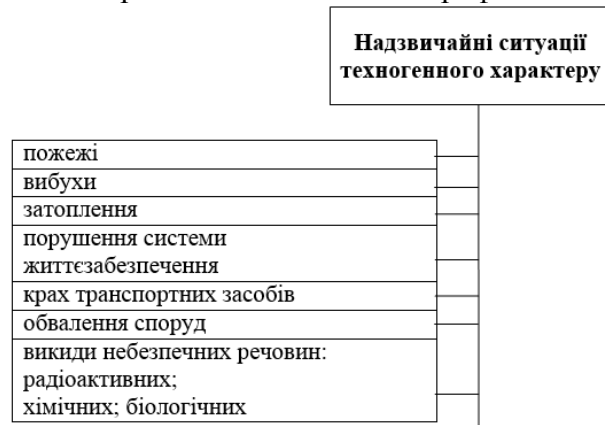 Надзвичайні ситуації
техногенного характеру
пожежі
вибухи
затоплення
порушення системи
життєзабезпечення
крах транспортних засобів
обвалення споруд
викиди небезпечних речовин:
радіоактивних;
хімічних; біологічних